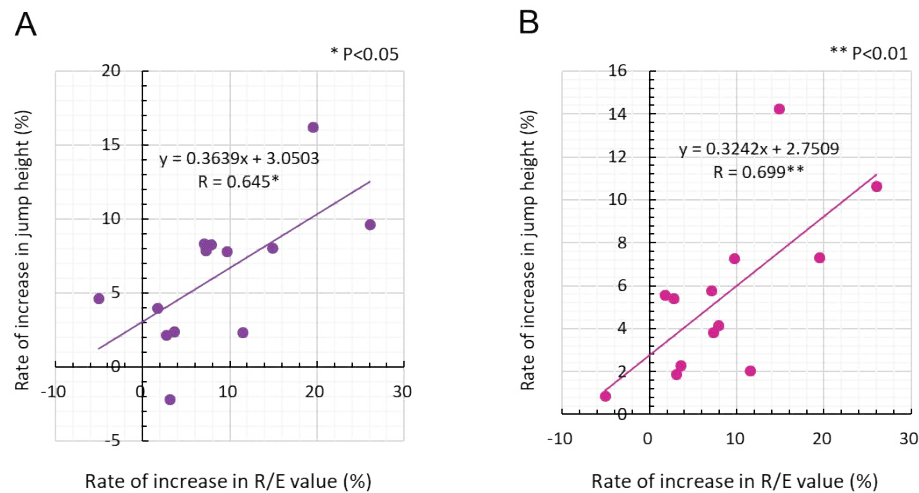 A
* P<0.05
Rate of increase in jump height (%)
20
15
10
5
0
-5
y = 0.3639x + 3.0503
R = 0.645*
-10
0
10
20
30
Rate of increase in R/E value (%)
B
** P<0.01
Rate of increase in jump height (%)
16
14
12
10
8
6
4
2
0
y = 0.3242x + 2.7509
R = 0.699**
-10
0
10
20
30
Rate of increase in R/E value (%)